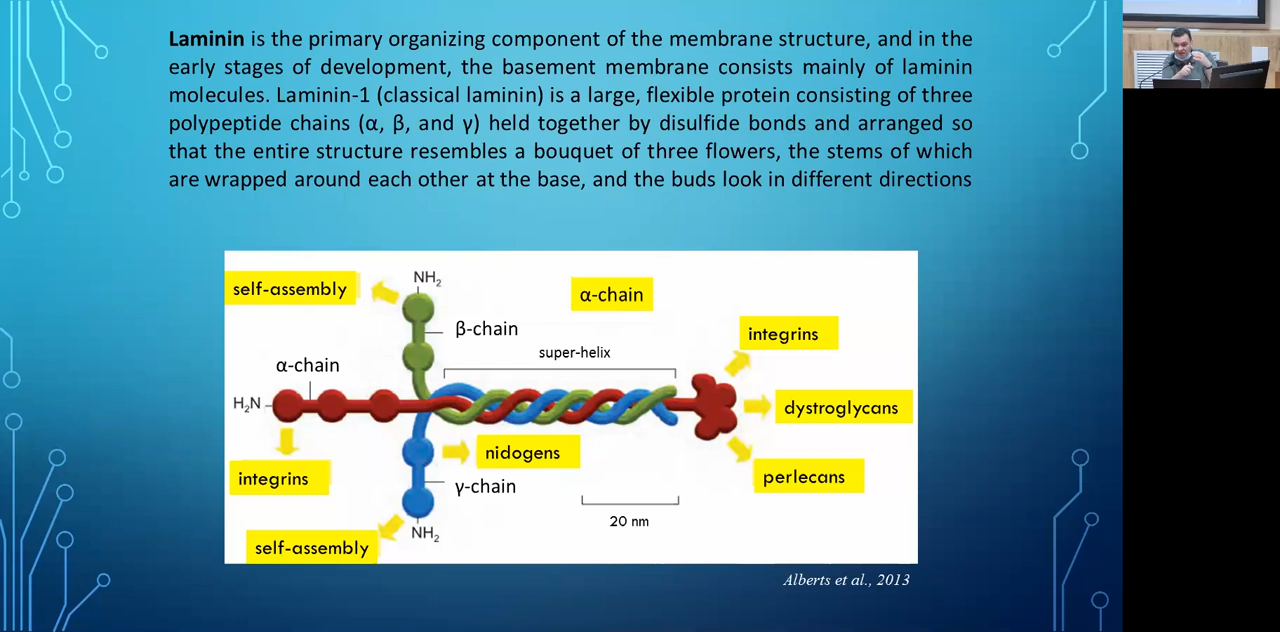 Laminin is the primary organizing component of the membrane structure, and in the
early stages of development, the basement membrane consists mainly of laminin
molecules. Laminin-1 (classical laminin) is a large, flexible protein consisting of three
polypeptide chains (α, β, and γ) held together by disulfide bonds and arranged so
that the entire structure resembles a bouquet of three flowers, the stems of which
are wrapped around each other at the base, and the buds look in different directions
NH₂
self-assembly
α-chain
β-chain
integrins
super-helix
α-chain
H₂N
dystroglycans
nidogens
integrins
perlecans
γ-chain
20 nm
NH₂
self-assembly
Alberts et al., 2013